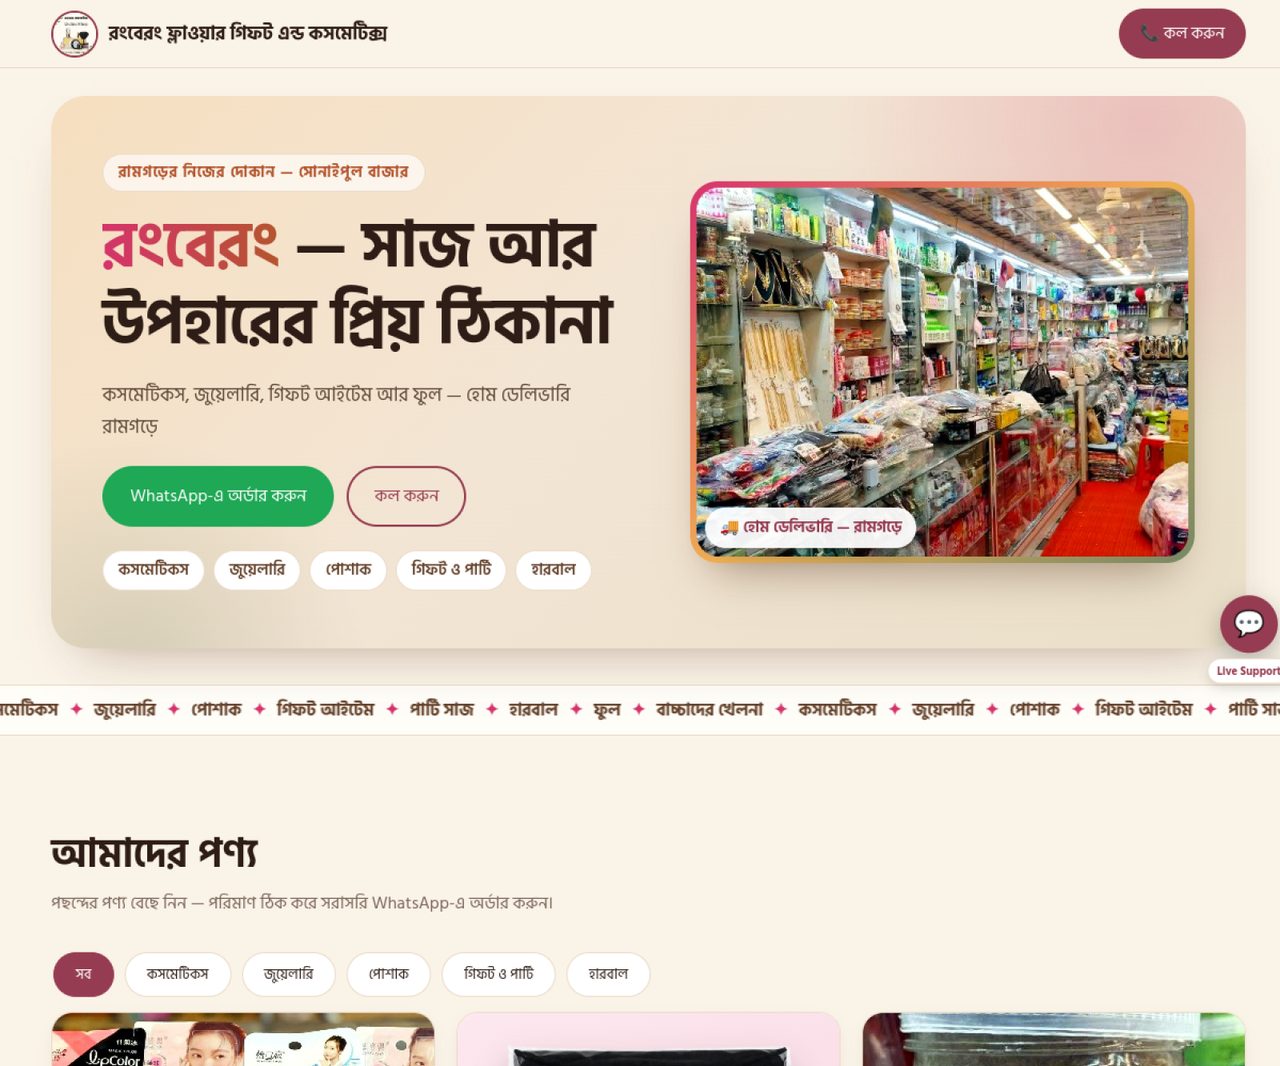 রংবেরং ফ্লাওয়ার গিফট এন্ড কসমেটিক্স
📞 কল করুন
রামগড়ের নিজের দোকান — সোনাইপুল বাজার
রংবেরং — সাজ আর
উপহারের প্রিয় ঠিকানা
কসমেটিকস, জুয়েলারি, গিফট আইটেম আর ফুল — হোম ডেলিভারি
রামগড়ে
WhatsApp-এ অর্ডার করুন
কল করুন
কসমেটিকস
জুয়েলারি
পোশাক
গিফট ও পার্টি
হারবাল
🚚 হোম ডেলিভারি — রামগড়ে
💬
Live Support
সমেটিকস ✦ জুয়েলারি ✦ পোশাক ✦ গিফট আইটেম ✦ পার্টি সাজ ✦ হারবাল ✦ ফুল ✦ বাচ্চাদের খেলনা ✦ কসমেটিকস ✦ জুয়েলারি ✦ পোশাক ✦ গিফট আইটেম ✦ পার্টি
আমাদের পণ্য
পছন্দের পণ্য বেছে নিন — পরিমাণ ঠিক করে সরাসরি WhatsApp-এ অর্ডার করুন।
সব
কসমেটিকস
জুয়েলারি
পোশাক
গিফট ও পার্টি
হারবাল
lipColor